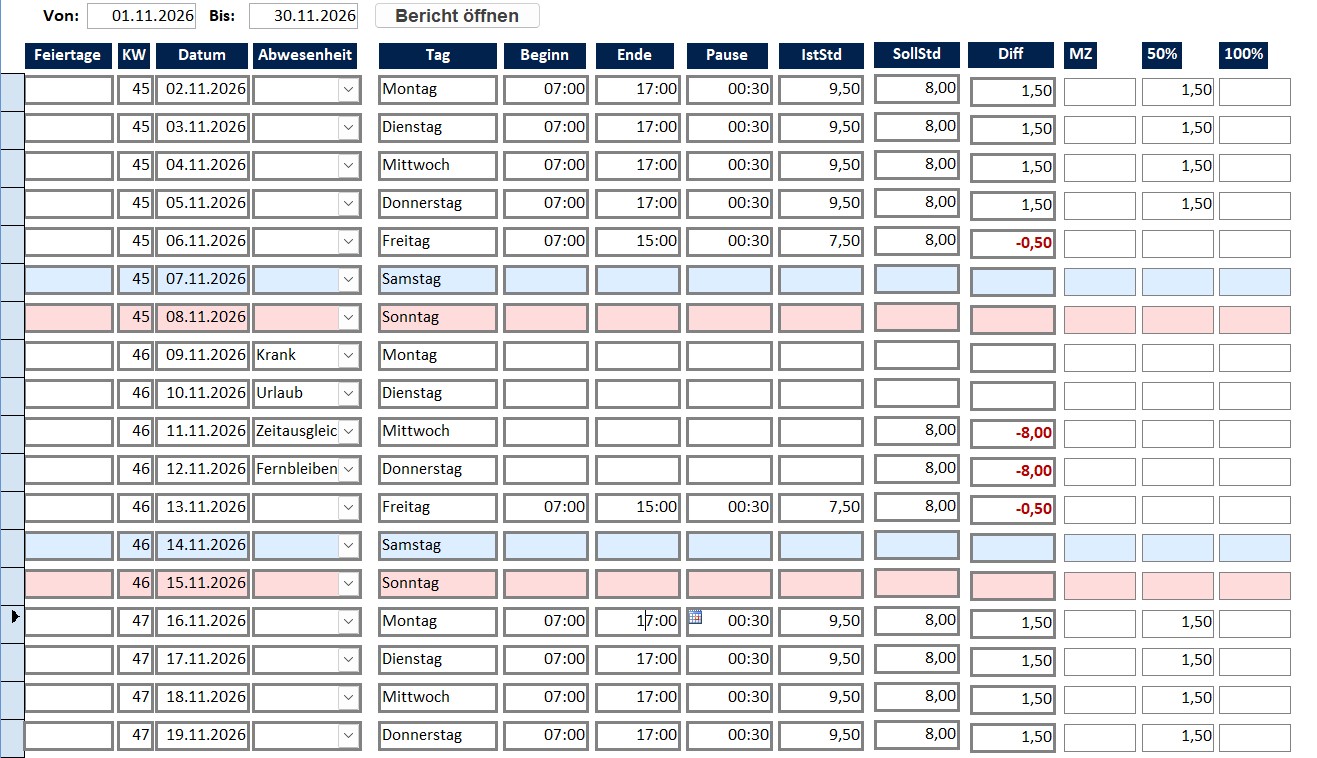 Von: 01.11.2026 Bis: 30.11.2026 Bericht öffnen
Feiertage KW Datum Abwesenheit Tag Beginn Ende Pause IstStd SollStd Diff MZ 50% 100%
45 02.11.2026 Montag 07:00 17:00 00:30 9,50 8,00 1,50 1,50
45 03.11.2026 Dienstag 07:00 17:00 00:30 9,50 8,00 1,50 1,50
45 04.11.2026 Mittwoch 07:00 17:00 00:30 9,50 8,00 1,50 1,50
45 05.11.2026 Donnerstag 07:00 17:00 00:30 9,50 8,00 1,50 1,50
45 06.11.2026 Freitag 07:00 15:00 00:30 7,50 8,00 -0,50
45 07.11.2026 Samstag
45 08.11.2026 Sonntag
46 09.11.2026 Krank Montag
46 10.11.2026 Urlaub Dienstag
46 11.11.2026 Zeitausgleic Mittwoch 8,00 -8,00
46 12.11.2026 Fernbleiben Donnerstag 8,00 -8,00
46 13.11.2026 Freitag 07:00 15:00 00:30 7,50 8,00 -0,50
46 14.11.2026 Samstag
46 15.11.2026 Sonntag
47 16.11.2026 Montag 07:00 17:00 00:30 9,50 8,00 1,50 1,50
47 17.11.2026 Dienstag 07:00 17:00 00:30 9,50 8,00 1,50 1,50
47 18.11.2026 Mittwoch 07:00 17:00 00:30 9,50 8,00 1,50 1,50
47 19.11.2026 Donnerstag 07:00 17:00 00:30 9,50 8,00 1,50 1,50